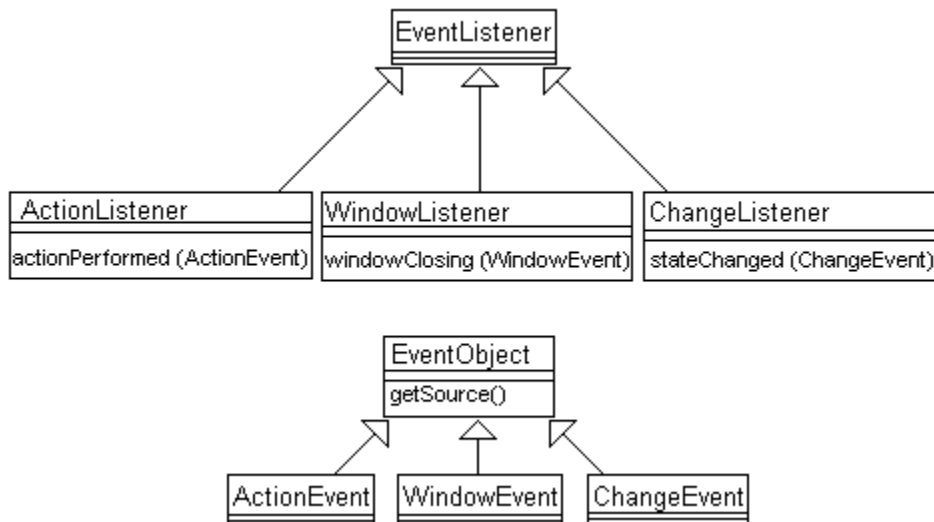 EventListener
ActionListener
actionPerformed (ActionEvent)
WindowListener
windowClosing (WindowEvent)
ChangeListener
stateChanged (ChangeEvent)
EventObject
getSource()
ActionEvent
WindowEvent
ChangeEvent